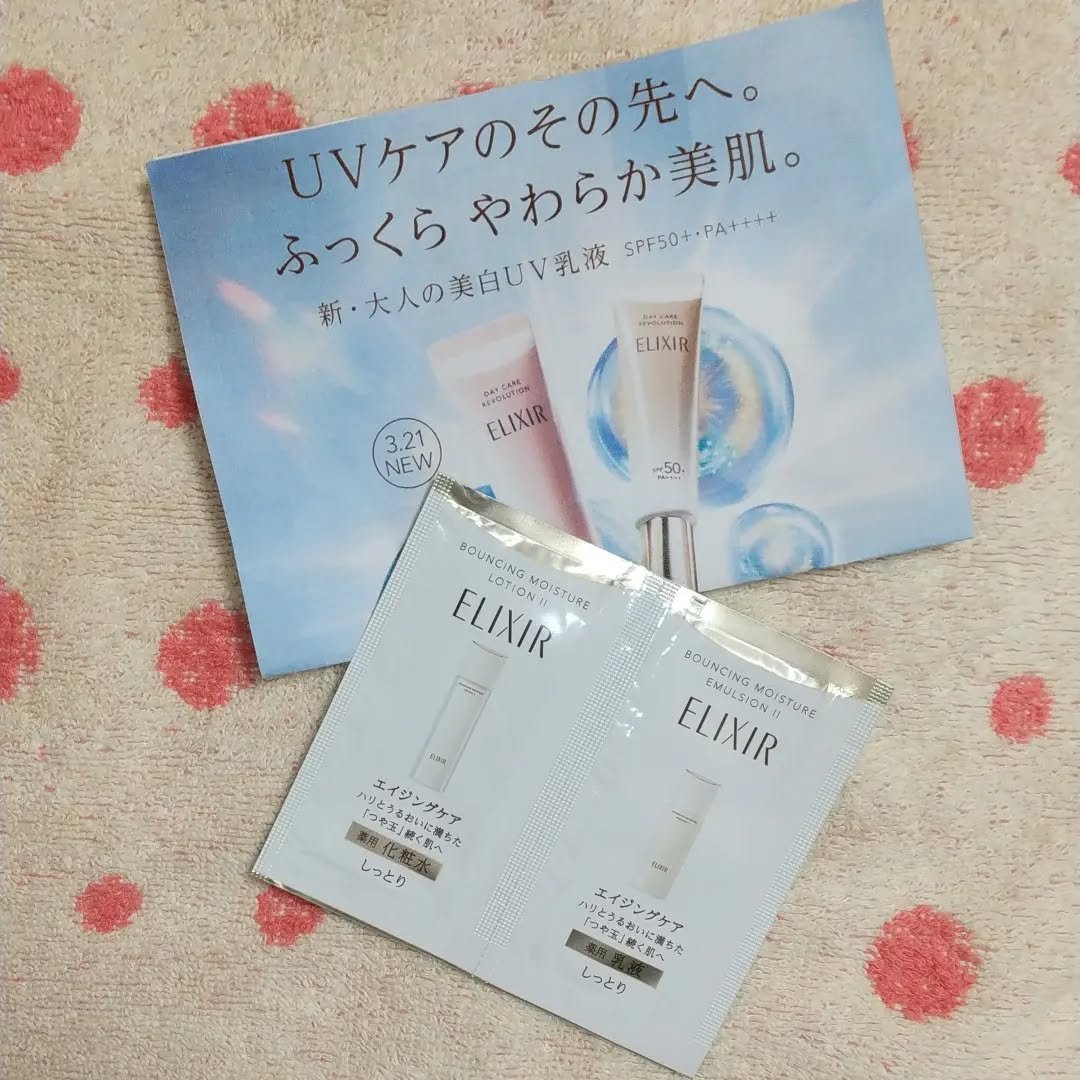 UVケアのその先へ。
ふっくら やわらか美肌。
新・大人の美白UV乳液 SPF50+・PA++++
3.21
NEW
DAY CARE
REVOLUTION
ELIXIR
DAY CARE
REVOLUTION
ELIXIR
SPF50+
PA++++
BOUNCING MOISTURE
LOTION II
ELIXIR
ELIXIR
エイジングケア
ハリとうるおいに満ちた
「つや玉」続く肌へ
薬用 化粧水
しっとり
BOUNCING MOISTURE
EMULSION II
ELIXIR
ELIXIR
エイジングケア
ハリとうるおいに満ちた
「つや玉」続く肌へ
薬用 乳液
しっとり